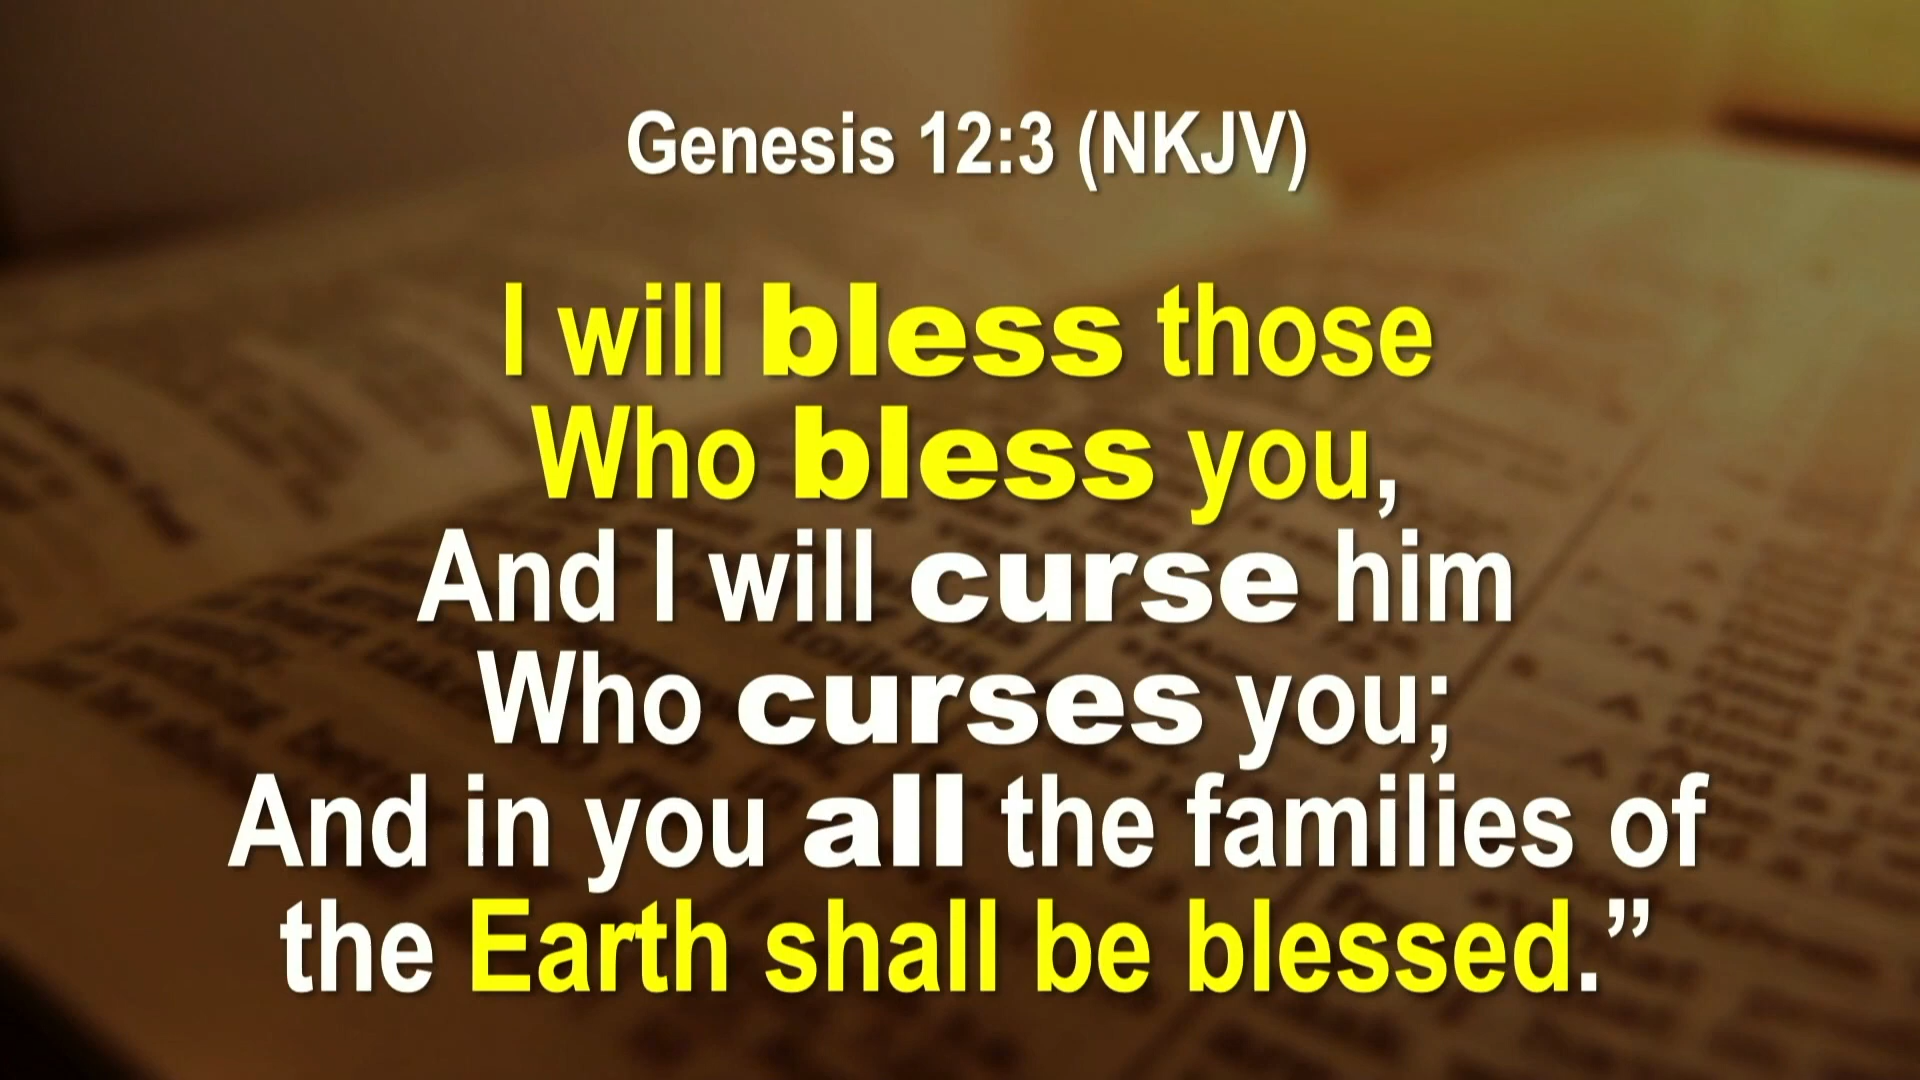 Genesis 12:3 (NKJV)
I will bless those
Who bless you,
And I will curse him
Who curses you;
And in you all the families of
the Earth shall be blessed.”